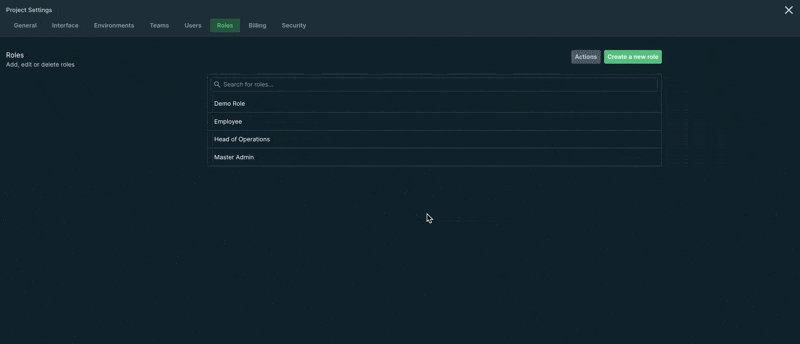 Project Settings
General Interface Environments Teams Users Roles Billing Security
Roles
Add, edit or delete roles
Actions Create a new role
Search for roles...
Demo Role
Employee
Head of Operations
Master Admin